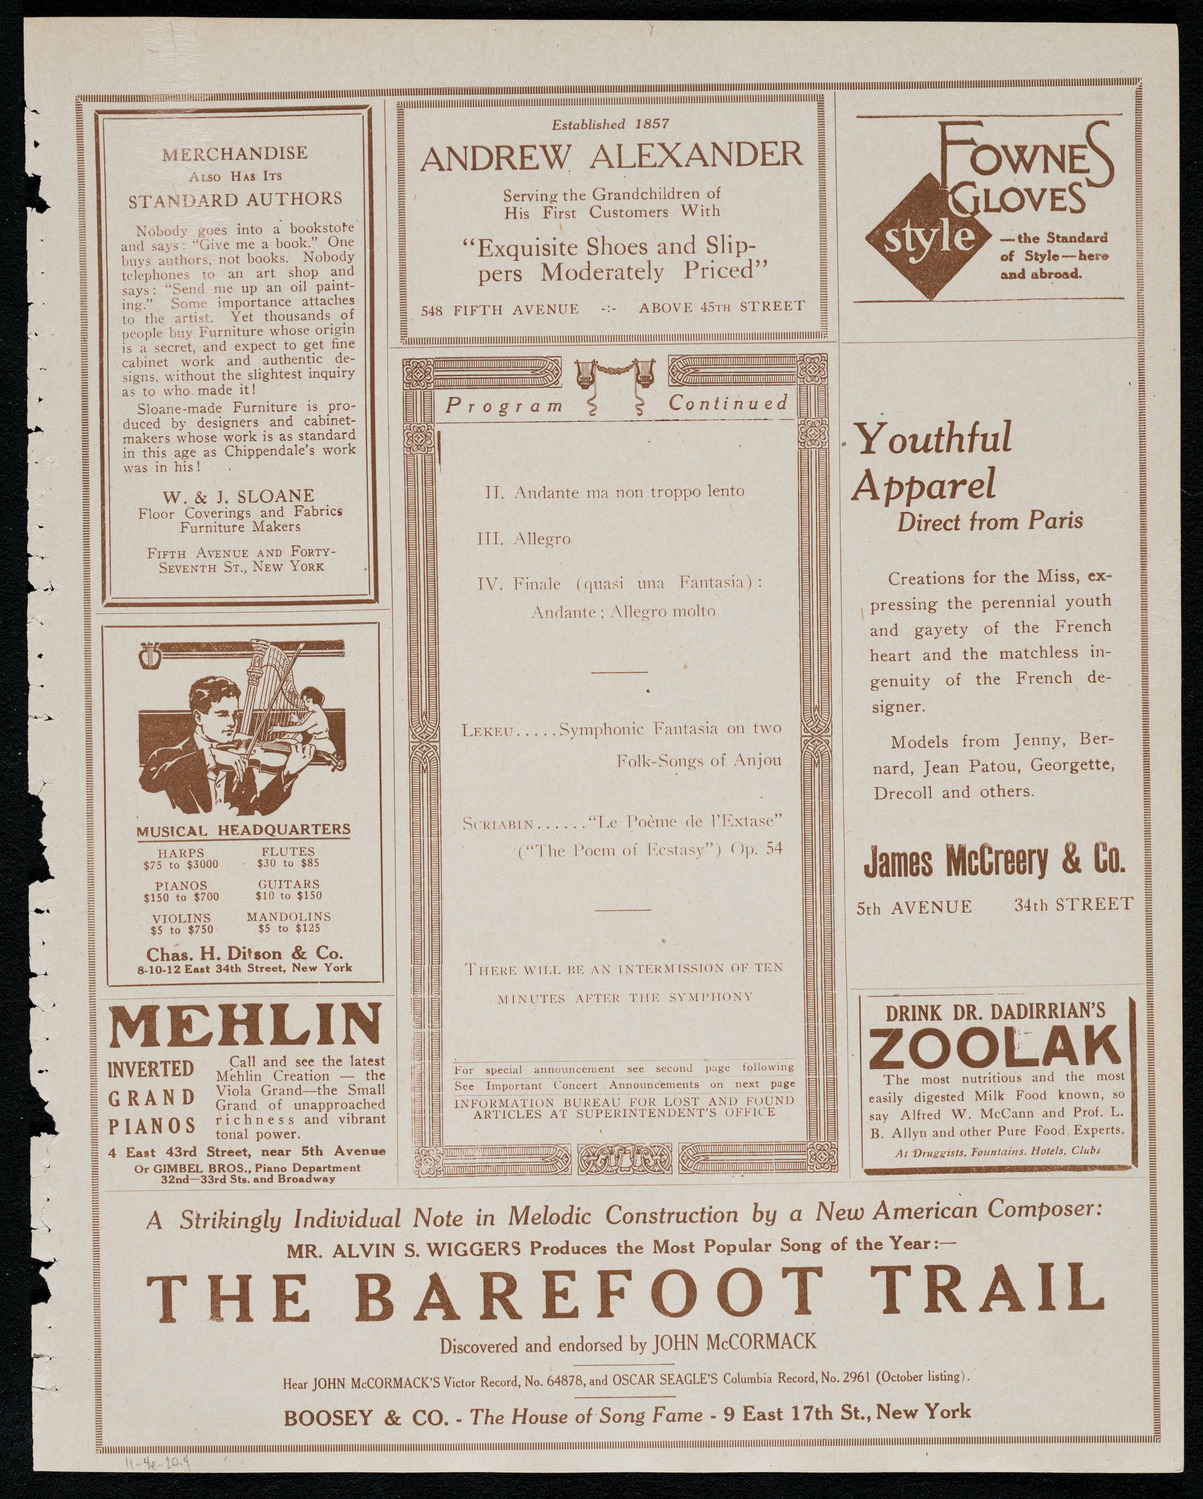 MERCHANDISE
ALSO HAS ITS
STANDARD AUTHORS
Nobody goes into a bookstore
and says: “Give me a book.” One
buys authors, not books. Nobody
telephones to an art shop and
says: “Send me up an oil paint-
ing.” Some importance attaches
to the artist. Yet thousands of
people buy Furniture whose origin
is a secret, and expect to get fine
cabinet work and authentic de-
signs, without the slightest inquiry
as to who made it!
Sloane-made Furniture is pro-
duced by designers and cabinet-
makers whose work is as standard
in this age as Chippendale's work
was in his!
W. & J. SLOANE
Floor Coverings and Fabrics
Furniture Makers
FIFTH AVENUE AND FORTY-
SEVENTH ST., NEW YORK
MUSICAL HEADQUARTERS
HARPS FLUTES
$75 to $3000 $30 to $85
PIANOS GUITARS
$150 to $700 $10 to $150
VIOLINS MANDOLINS
$5 to $750 $5 to $125
Chas. H. Ditson & Co.
8-10-12 East 34th Street, New York
MEHLIN
INVERTED
GRAND
PIANOS
Call and see the latest
Mehlin Creation — the
Viola Grand—the Small
Grand of unapproached
richness and vibrant
tonal power.
4 East 43rd Street, near 5th Avenue
Or GIMBEL BROS., Piano Department
32nd—33rd Sts. and Broadway
Established 1857
ANDREW ALEXANDER
Serving the Grandchildren of
His First Customers With
“Exquisite Shoes and Slip-
pers Moderately Priced”
548 FIFTH AVENUE -:- ABOVE 45TH STREET
Program Continued
II. Andante ma non troppo lento
III. Allegro
IV. Finale (quasi una Fantasia):
Andante; Allegro molto
LEKEU.....Symphonic Fantasia on two
Folk-Songs of Anjou
SCRIABIN......“Le Poème de l'Extase”
(“The Poem of Ecstasy”) Op. 54
THERE WILL BE AN INTERMISSION OF TEN
MINUTES AFTER THE SYMPHONY
For special announcement see second page following
See Important Concert Announcements on next page
INFORMATION BUREAU FOR LOST AND FOUND
ARTICLES AT SUPERINTENDENT'S OFFICE
FOWNES
GLOVES
style
—the Standard
of Style—here
and abroad.
Youthful
Apparel
Direct from Paris
Creations for the Miss, ex-
pressing the perennial youth
and gayety of the French
heart and the matchless in-
genuity of the French de-
signer.
Models from Jenny, Ber-
nard, Jean Patou, Georgette,
Drecoll and others.
James McCreery & Co.
5th AVENUE 34th STREET
DRINK DR. DADIRRIAN'S
ZOOLAK
The most nutritious and the most
easily digested Milk Food known, so
say Alfred W. McCann and Prof. L.
B. Allyn and other Pure Food Experts.
At Druggists, Fountains, Hotels, Clubs
A Strikingly Individual Note in Melodic Construction by a New American Composer:
MR. ALVIN S. WIGGERS Produces the Most Popular Song of the Year:—
THE BAREFOOT TRAIL
Discovered and endorsed by JOHN McCORMACK
Hear JOHN McCORMACK'S Victor Record, No. 64878, and OSCAR SEAGLE'S Columbia Record, No. 2961 (October listing).
BOOSEY & CO. - The House of Song Fame - 9 East 17th St., New York